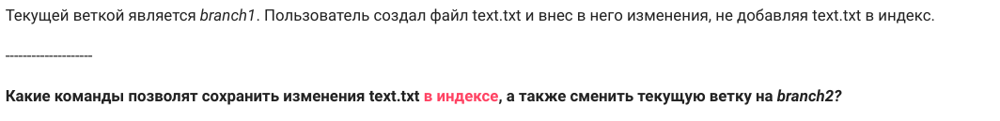 Текущей веткой является branch1. Пользователь создал файл text.txt и внес в него изменения, не добавляя text.txt в индекс.
--------------------
Какие команды позволят сохранить изменения text.txt в индексе, а также сменить текущую ветку на branch2?